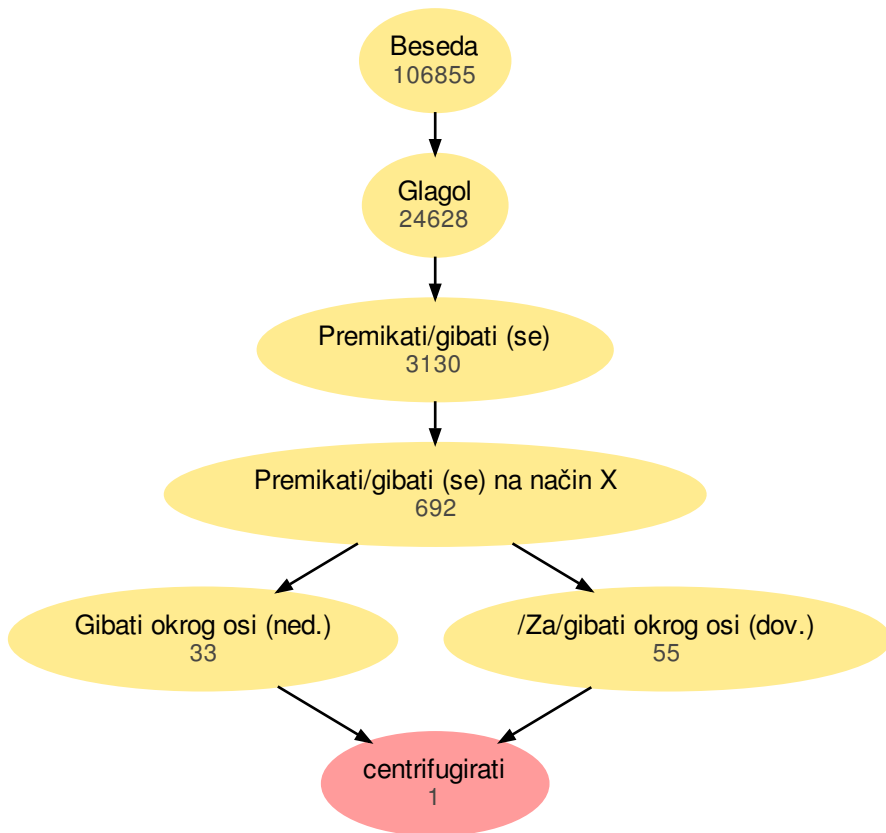 Beseda
106855
Glagol
24628
Premikati/gibati (se)
3130
Premikati/gibati (se) na način X
692
Gibati okrog osi (ned.)
33
/Za/gibati okrog osi (dov.)
55
centrifugirati
1